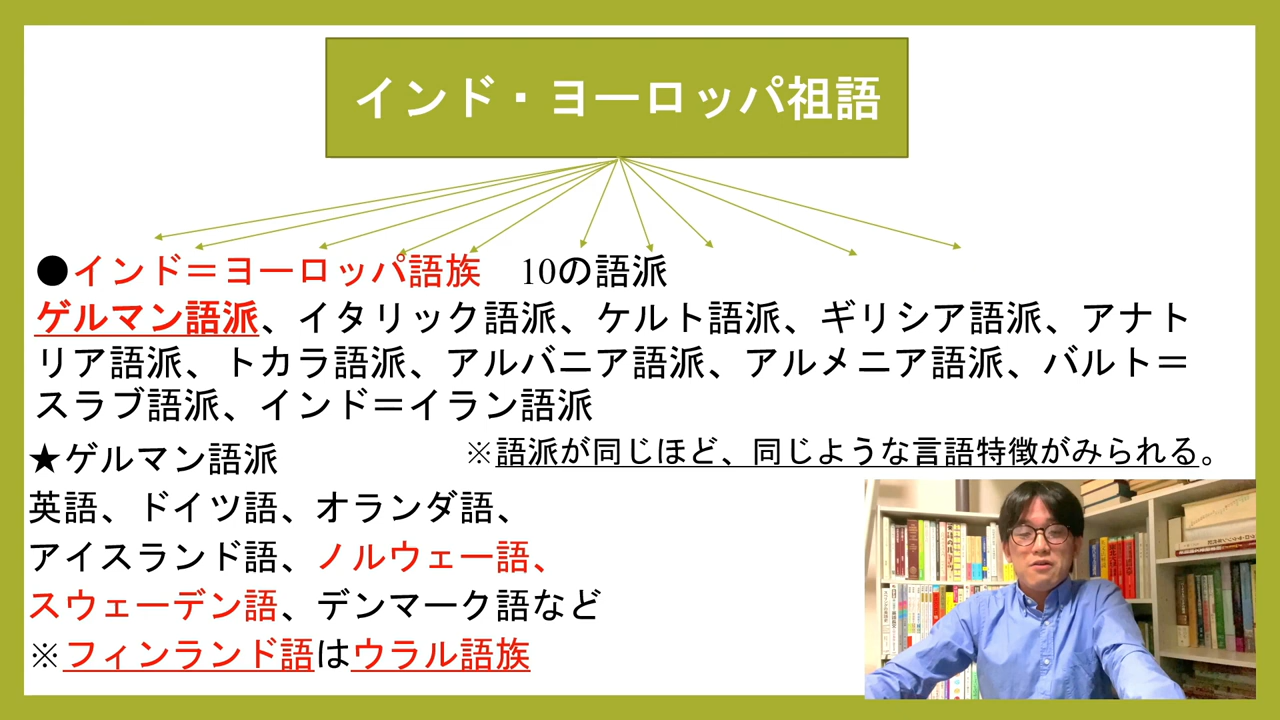 インド・ヨーロッパ祖語
●インド＝ヨーロッパ語族　10の語派
ゲルマン語派、イタリック語派、ケルト語派、ギリシア語派、アナト
リア語派、トカラ語派、アルバニア語派、アルメニア語派、バルト＝
スラブ語派、インド＝イラン語派
★ゲルマン語派
※語派が同じほど、同じような言語特徴がみられる。
英語、ドイツ語、オランダ語、
アイスランド語、ノルウェー語、
スウェーデン語、デンマーク語など
※フィンランド語はウラル語族